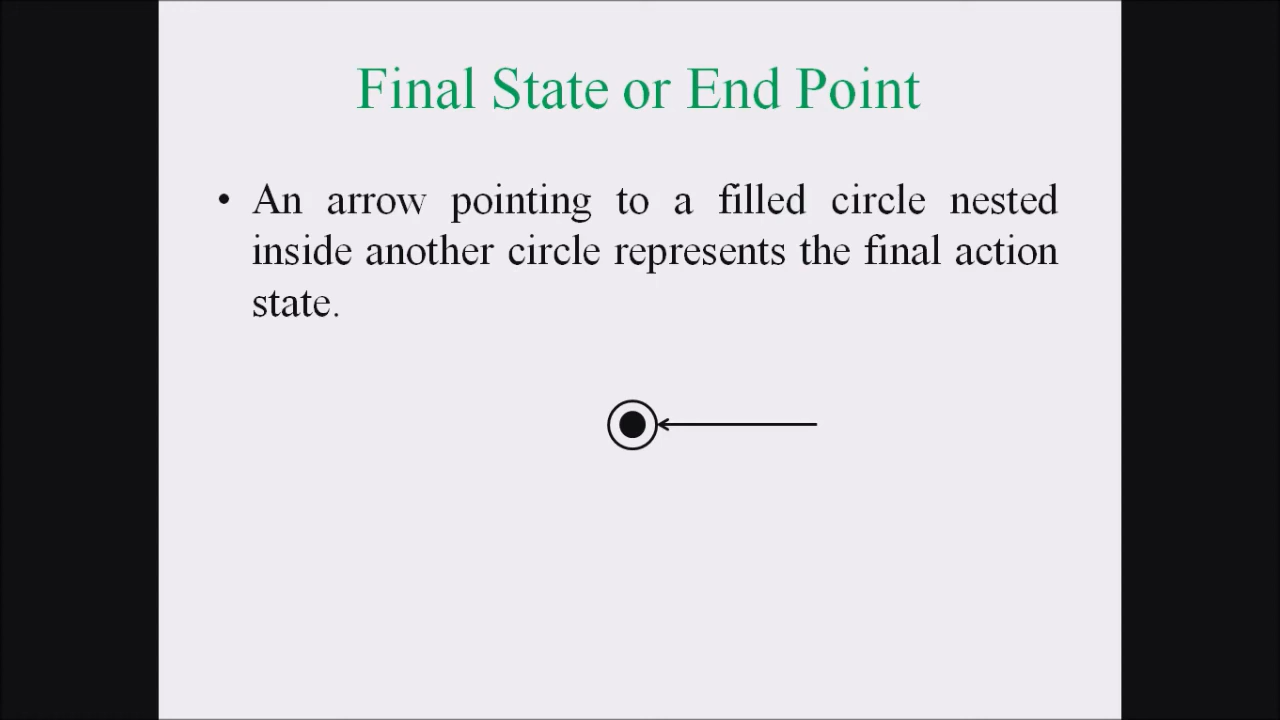 Final State or End Point
• An arrow pointing to a filled circle nested
inside another circle represents the final action
state.